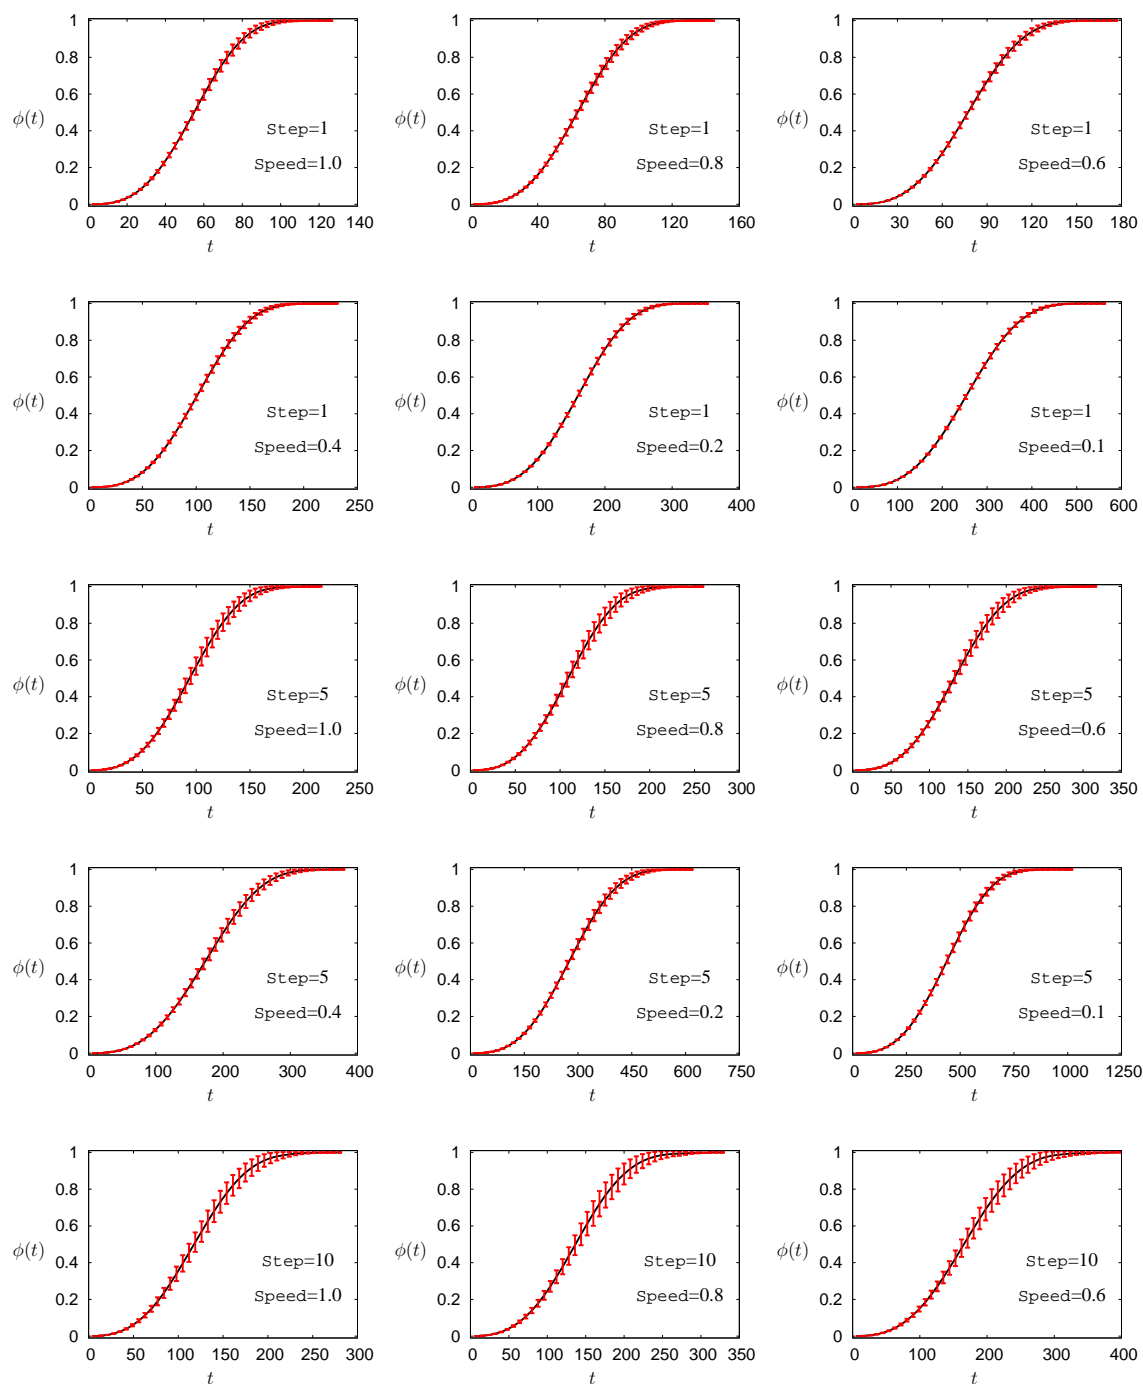 1
0.8
0.6
0.4
0.2
0
ϕ(t)
Step=1
Speed=1.0
0 20 40 60 80 100 120 140
t
1
0.8
0.6
0.4
0.2
0
ϕ(t)
Step=1
Speed=0.8
0 40 80 120 160
t
1
0.8
0.6
0.4
0.2
0
ϕ(t)
Step=1
Speed=0.6
0 30 60 90 120 150 180
t
1
0.8
0.6
0.4
0.2
0
ϕ(t)
Step=1
Speed=0.4
0 50 100 150 200 250
t
1
0.8
0.6
0.4
0.2
0
ϕ(t)
Step=1
Speed=0.2
0 100 200 300 400
t
1
0.8
0.6
0.4
0.2
0
ϕ(t)
Step=1
Speed=0.1
0 100 200 300 400 500 600
t
1
0.8
0.6
0.4
0.2
0
ϕ(t)
Step=5
Speed=1.0
0 50 100 150 200 250
t
1
0.8
0.6
0.4
0.2
0
ϕ(t)
Step=5
Speed=0.8
0 50 100 150 200 250 300
t
1
0.8
0.6
0.4
0.2
0
ϕ(t)
Step=5
Speed=0.6
0 50 100 150 200 250 300 350
t
1
0.8
0.6
0.4
0.2
0
ϕ(t)
Step=5
Speed=0.4
0 100 200 300 400
t
1
0.8
0.6
0.4
0.2
0
ϕ(t)
Step=5
Speed=0.2
0 150 300 450 600 750
t
1
0.8
0.6
0.4
0.2
0
ϕ(t)
Step=5
Speed=0.1
0 250 500 750 1000 1250
t
1
0.8
0.6
0.4
0.2
0
ϕ(t)
Step=10
Speed=1.0
0 50 100 150 200 250 300
t
1
0.8
0.6
0.4
0.2
0
ϕ(t)
Step=10
Speed=0.8
0 50 100 150 200 250 300 350
t
1
0.8
0.6
0.4
0.2
0
ϕ(t)
Step=10
Speed=0.6
0 100 200 300 400
t